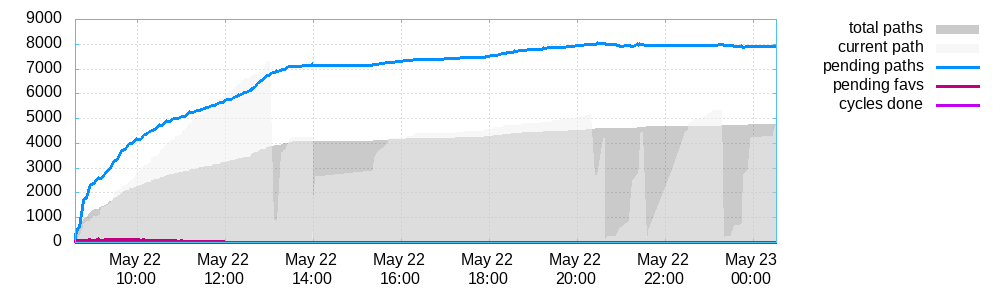 9000
8000
7000
6000
5000
4000
3000
2000
1000
0
May 22 May 22 May 22 May 22 May 22 May 22 May 22 May 23
10:00 12:00 14:00 16:00 18:00 20:00 22:00 00:00
total paths
current path
pending paths
pending favs
cycles done